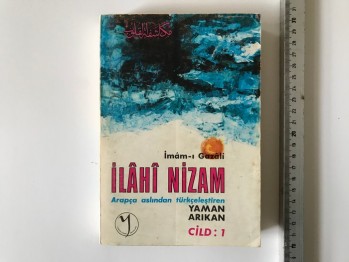 İmâm-ı Gazâlî
İLÂHÎ NİZAM
Arapça aslından türkçeleştiren
YAMAN
ARIKAN
CİLD: 1